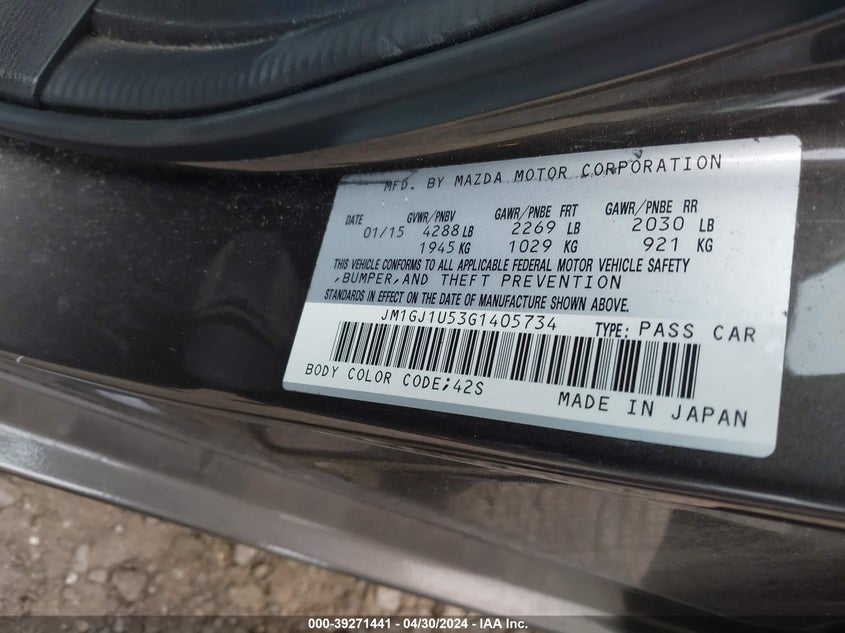 MFD. BY MAZDA MOTOR CORPORATION
DATE GVWR/PNBV GAWR/PNBE FRT GAWR/PNBE RR
01/15 4288 LB 2269 LB 2030 LB
1945 KG 1029 KG 921 KG
THIS VEHICLE CONFORMS TO ALL APPLICABLE FEDERAL MOTOR VEHICLE SAFETY
,BUMPER,AND THEFT PREVENTION
STANDARDS IN EFFECT ON THE DATE OF MANUFACTURE SHOWN ABOVE.
JM1GJ1U53G1405734 TYPE: PASS CAR
BODY COLOR CODE;42S
MADE IN JAPAN
000-39271441 - 04/30/2024 - IAA Inc.